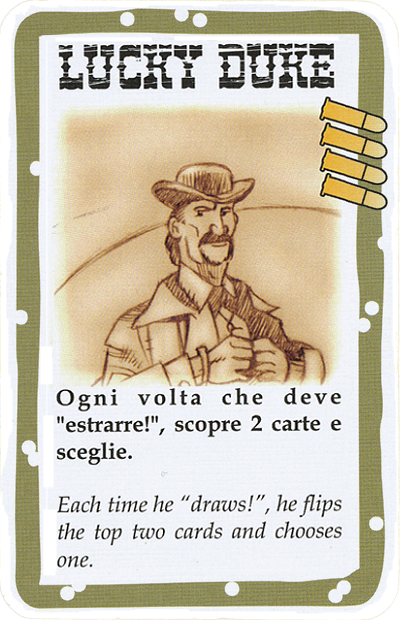 LUCKY DUKE
Ogni volta che deve
"estrarre!", scopre 2 carte e
sceglie.
Each time he “draws!”, he flips
the top two cards and chooses
one.